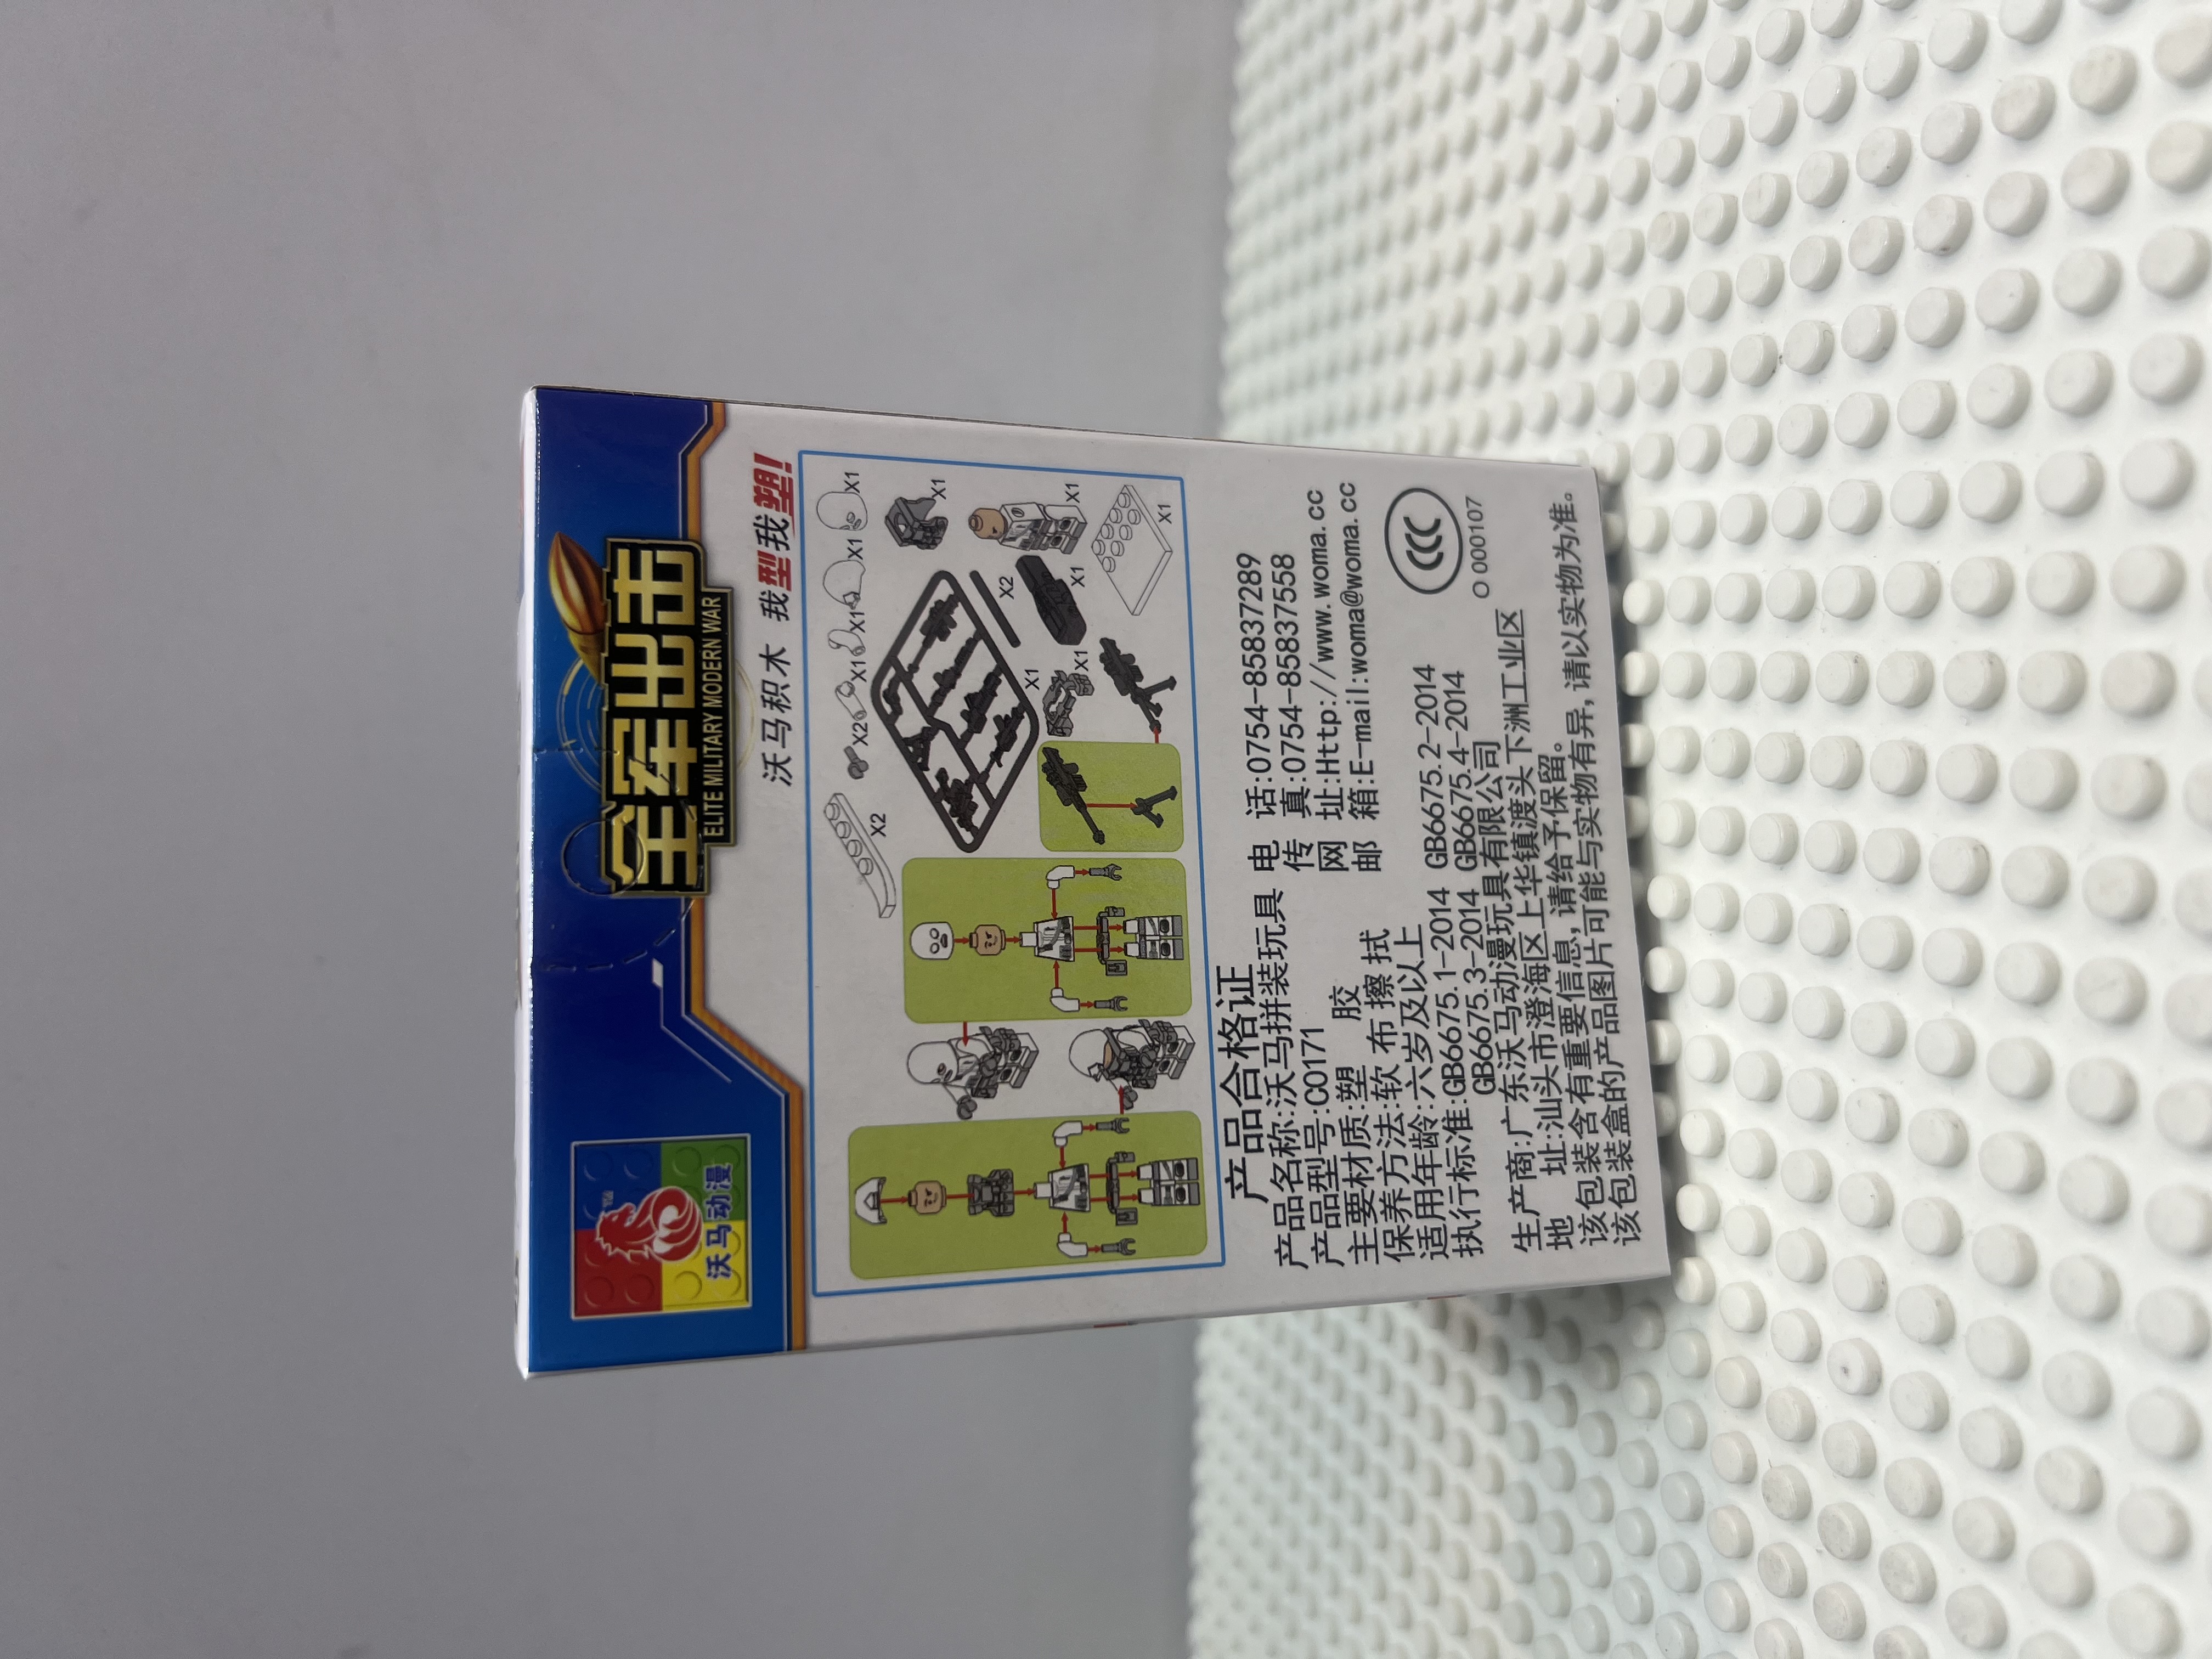 沃马动漫
TM
全军出击
ELITE MILITARY MODERN WAR
沃马积木 我型我塑!
X2
X2
X1
X1
X1
X1
X1
X2
X1
X1
X1
X1
X1
产品合格证
产品名称:沃马拼装玩具
产品型号:C0171
主要材质:塑 胶
保养方法:软布擦拭
适用年龄:六岁及以上
执行标准:GB6675.1-2014 GB6675.2-2014
GB6675.3-2014 GB6675.4-2014
电 话:0754-85837289
传 真:0754-85837558
网 址:Http://www.woma.cc
邮 箱:E-mail:woma@woma.cc
CCC
O 000107
生产商:广东沃马动漫玩具有限公司
地 址:汕头市澄海区上华镇渡头下洲工业区
该包装含有重要信息,请给予保留。
该包装盒的产品图片可能与实物有异,请以实物为准。